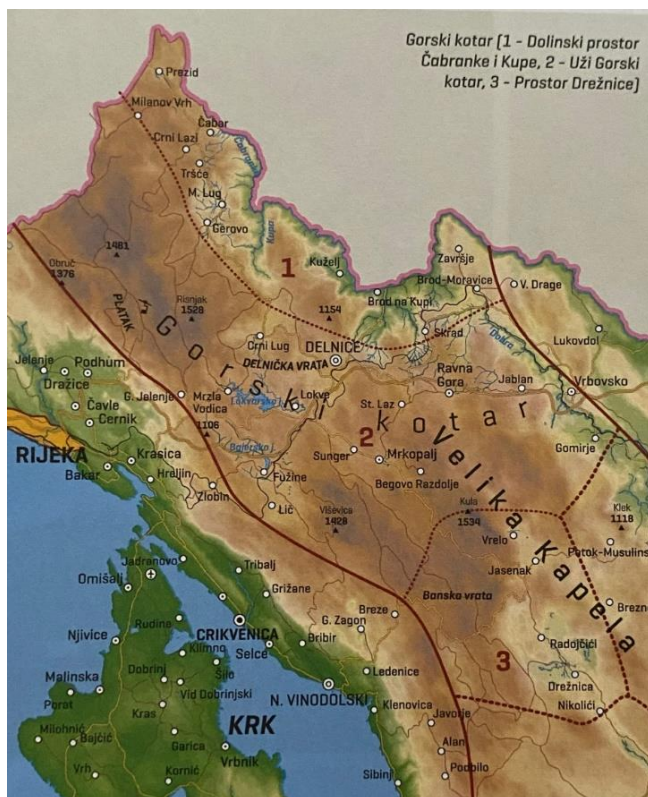 Gorski kotar (1 - Dolinski prostor
Čabranke i Kupe, 2 - Uži Gorski
kotar, 3 - Prostor Drežnice)
Prezid
Milanov Vrh
Čabar
Crni Lazi
Čabranka
Tršće
M. Lug
Gerovo
Kupa
1481
Obruč
1376
Kuželj
1
Završje
Brod-Moravice
V. Drage
PLATAK
Risnjak
1528
1154
Brod na Kupi
Gorski
kotar
Crni Lug
DELNICE
Skrad
Dobra
Lukovdol
Jelenje
Podhum
Dražice
DELNIČKA VRATA
Ravna
Gora
Jablan
Vrbovsko
G. Jelenje
Mrzla
Vodica
Lokvarsko j.
Lokve
St. Laz
Čavle
Cernik
1106
2
Gomirje
RIJEKA
Krasica
Bajersko j.
Sunger
Mrkopalj
Velika Kapela
Bakar
Hreljin
Zlobin
Fužine
Begovo Razdolje
Lič
Viševica
1428
Kula
1534
Klek
1118
Vrelo
Potok-Musulins
Jasenak
Jadranovo
Tribalj
Omišalj
Grižane
Bansko vrata
Brezno
Rudine
Breze
G. Zagon
CRIKVENICA
Njivice
Klimno
Selce
Bribir
Radojčići
Dobrinj
Šilo
3
Malinska
Ledenice
Vid Dobrinjski
Drežnica
Porat
N. VINODOLSKI
Kras
Klenovica
Nikolići
KRK
Javorje
Milohnić
Bajčić
Garica
Vrbnik
Alan
Vrh
Kornić
Sibinj
Podbilo